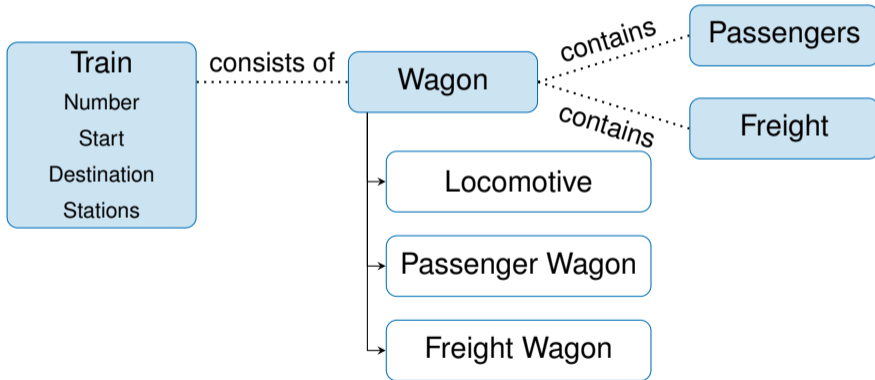 Train
Number
Start
Destination
Stations
consists of
Wagon
contains
Passengers
contains
Freight
Locomotive
Passenger Wagon
Freight Wagon